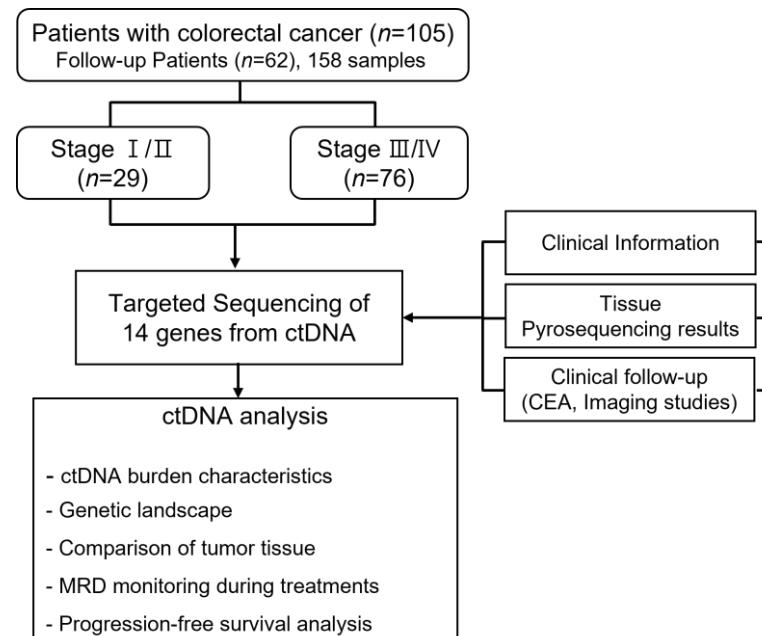 Patients with colorectal cancer (n=105)
Follow-up Patients (n=62), 158 samples
Stage Ⅰ/Ⅱ
(n=29)
Stage Ⅲ/Ⅳ
(n=76)
Targeted Sequencing of
14 genes from ctDNA
Clinical Information
Tissue
Pyrosequencing results
Clinical follow-up
(CEA, Imaging studies)
ctDNA analysis
- ctDNA burden characteristics
- Genetic landscape
- Comparison of tumor tissue
- MRD monitoring during treatments
- Progression-free survival analysis